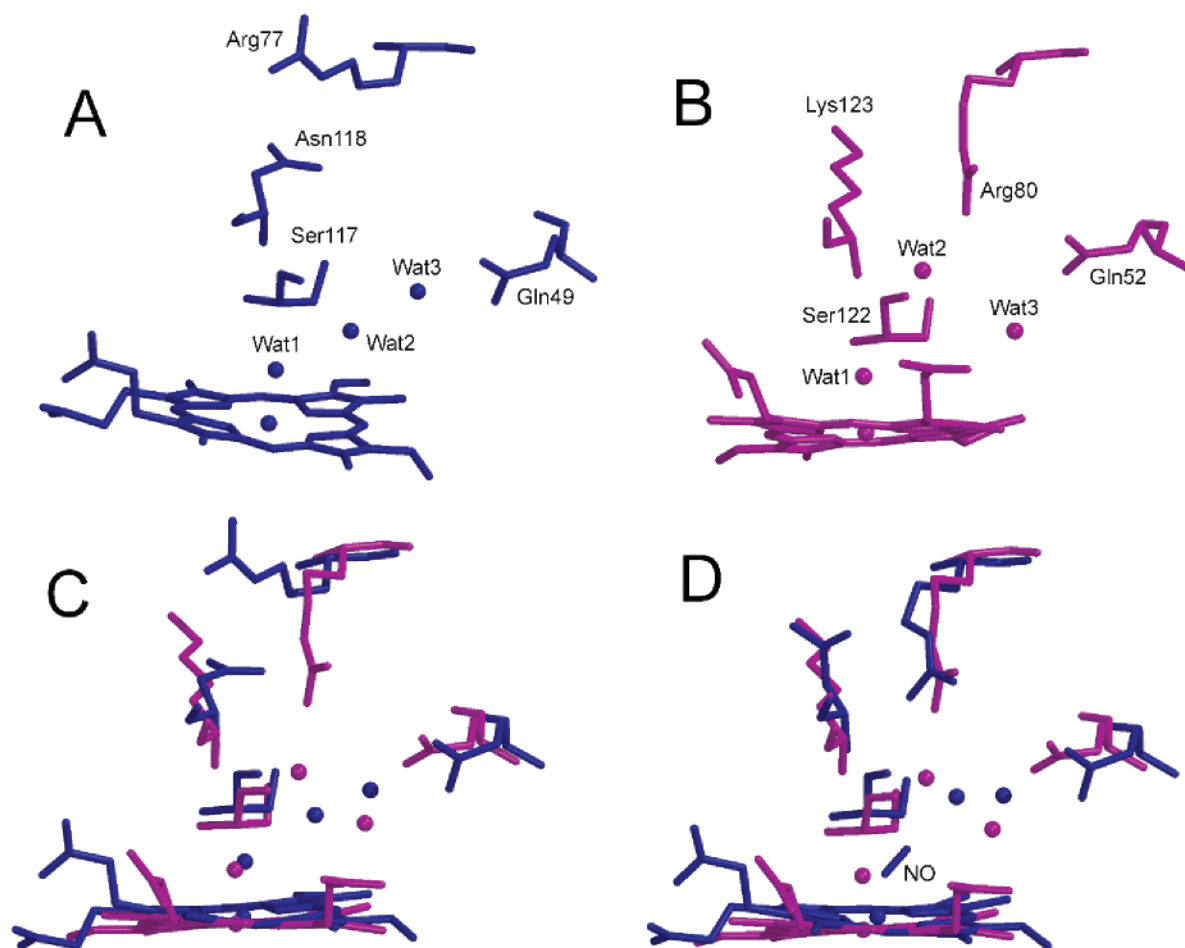 A
Arg77
Asn118
Ser117
Wat3
Gln49
Wat1
Wat2
B
Lys123
Arg80
Wat2
Gln52
Ser122
Wat3
Wat1
C
D
NO